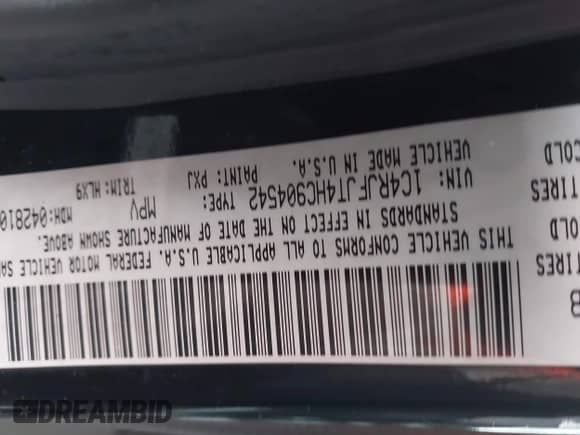 THIS VEHICLE CONFORMS TO ALL APPLICABLE U.S.A. FEDERAL MOTOR VEHICLE SA
STANDARDS IN EFFECT ON THE DATE OF MANUFACTURE SHOWN ABOVE.
VIN: 1C4RJFJT4HC904542 TYPE: MPV MDH:042810
VEHICLE MADE IN U.S.A. PAINT: PXJ TRIM: HLX9
COLD
TIRES
COLD
TIRES
B
DREAMBID